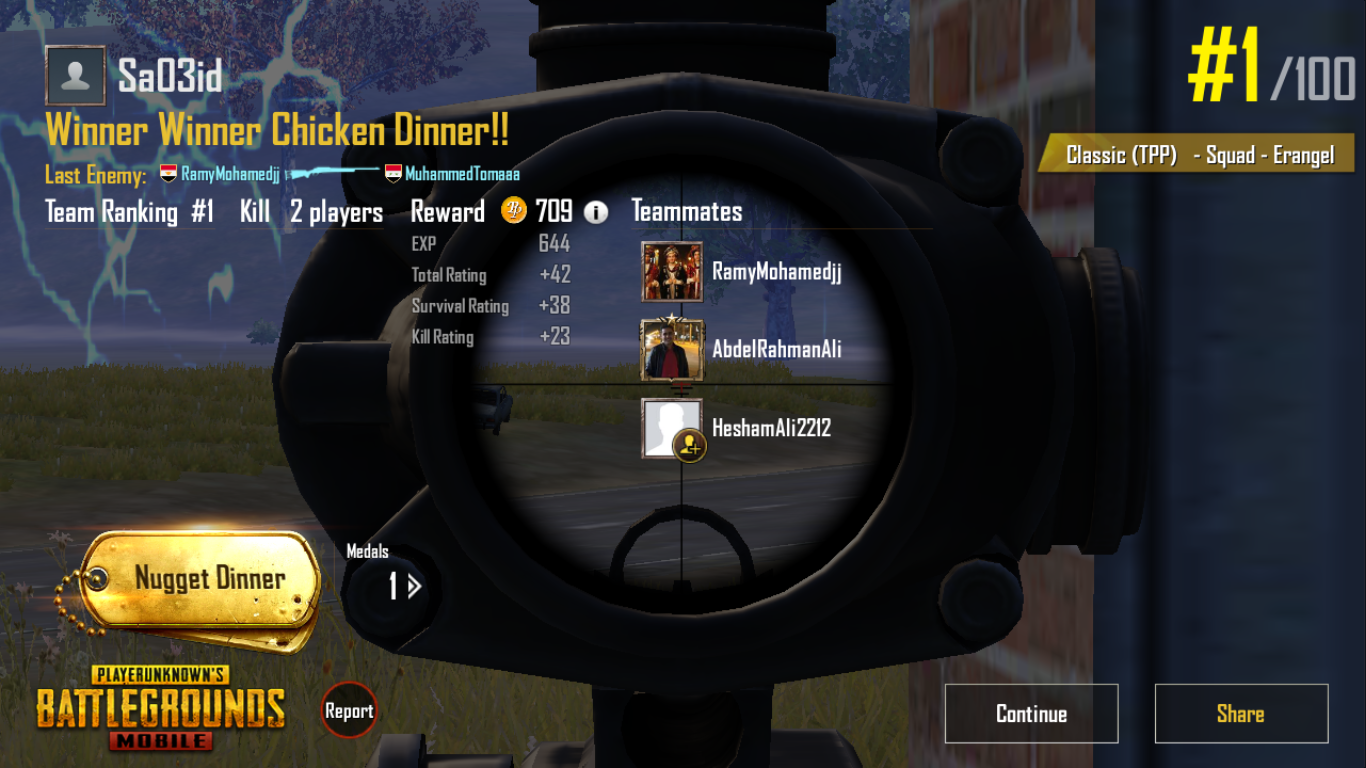 Sa03id
#1/100
Winner Winner Chicken Dinner!!
Classic (TPP) - Squad - Erangel
Last Enemy: RamyMohamedjj MuhammedTomaaa
Team Ranking #1 Kill 2 players Reward 709 i Teammates
EXP 644
Total Rating +42
Survival Rating +38
Kill Rating +23
RamyMohamedjj
AbdelRahmanAli
HeshamAli2212
Nugget Dinner
Medals
1
PLAYERUNKNOWN'S
BATTLEGROUNDS
MOBILE
Report
Continue
Share